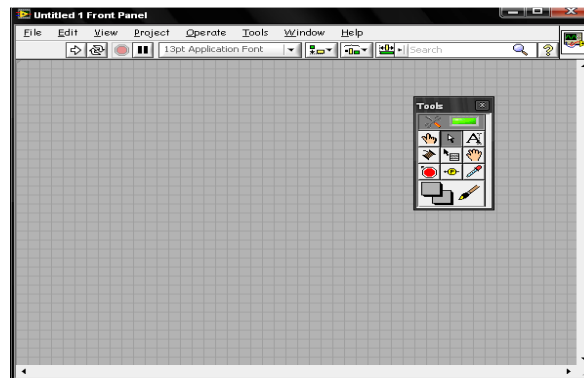 Untitled 1 Front Panel
File Edit View Project Operate Tools Window Help
13pt Application Font Search
Tools